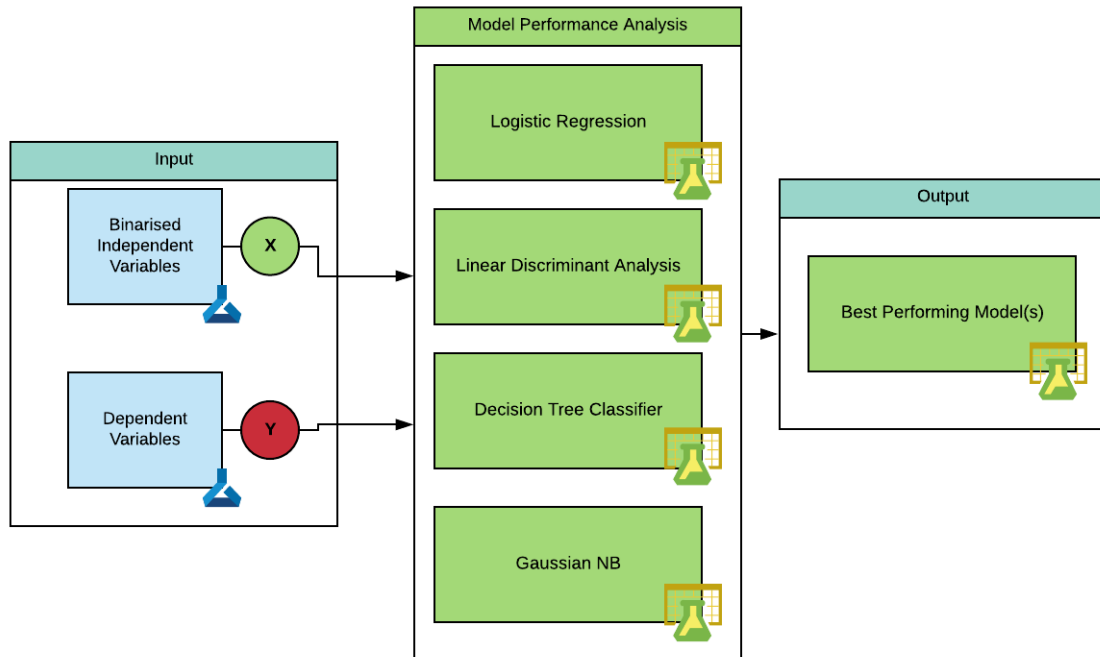 Input
Binarised
Independent
Variables
X
Dependent
Variables
Y
Model Performance Analysis
Logistic Regression
Linear Discriminant Analysis
Decision Tree Classifier
Gaussian NB
Output
Best Performing Model(s)